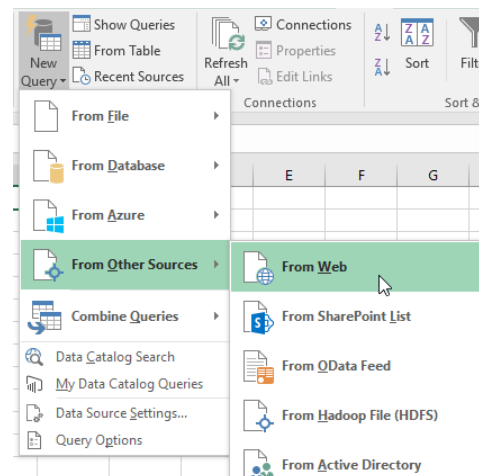 Show Queries
From Table
Recent Sources
New
Query
Refresh
All
Connections
Properties
Edit Links
Connections
A
Z
Z
A
Z A
A Z
Sort
Sort &
From File
From Database
From Azure
From Other Sources
Combine Queries
Data Catalog Search
My Data Catalog Queries
Data Source Settings...
Query Options
E F G
From Web
From SharePoint List
From OData Feed
From Hadoop File (HDFS)
From Active Directory